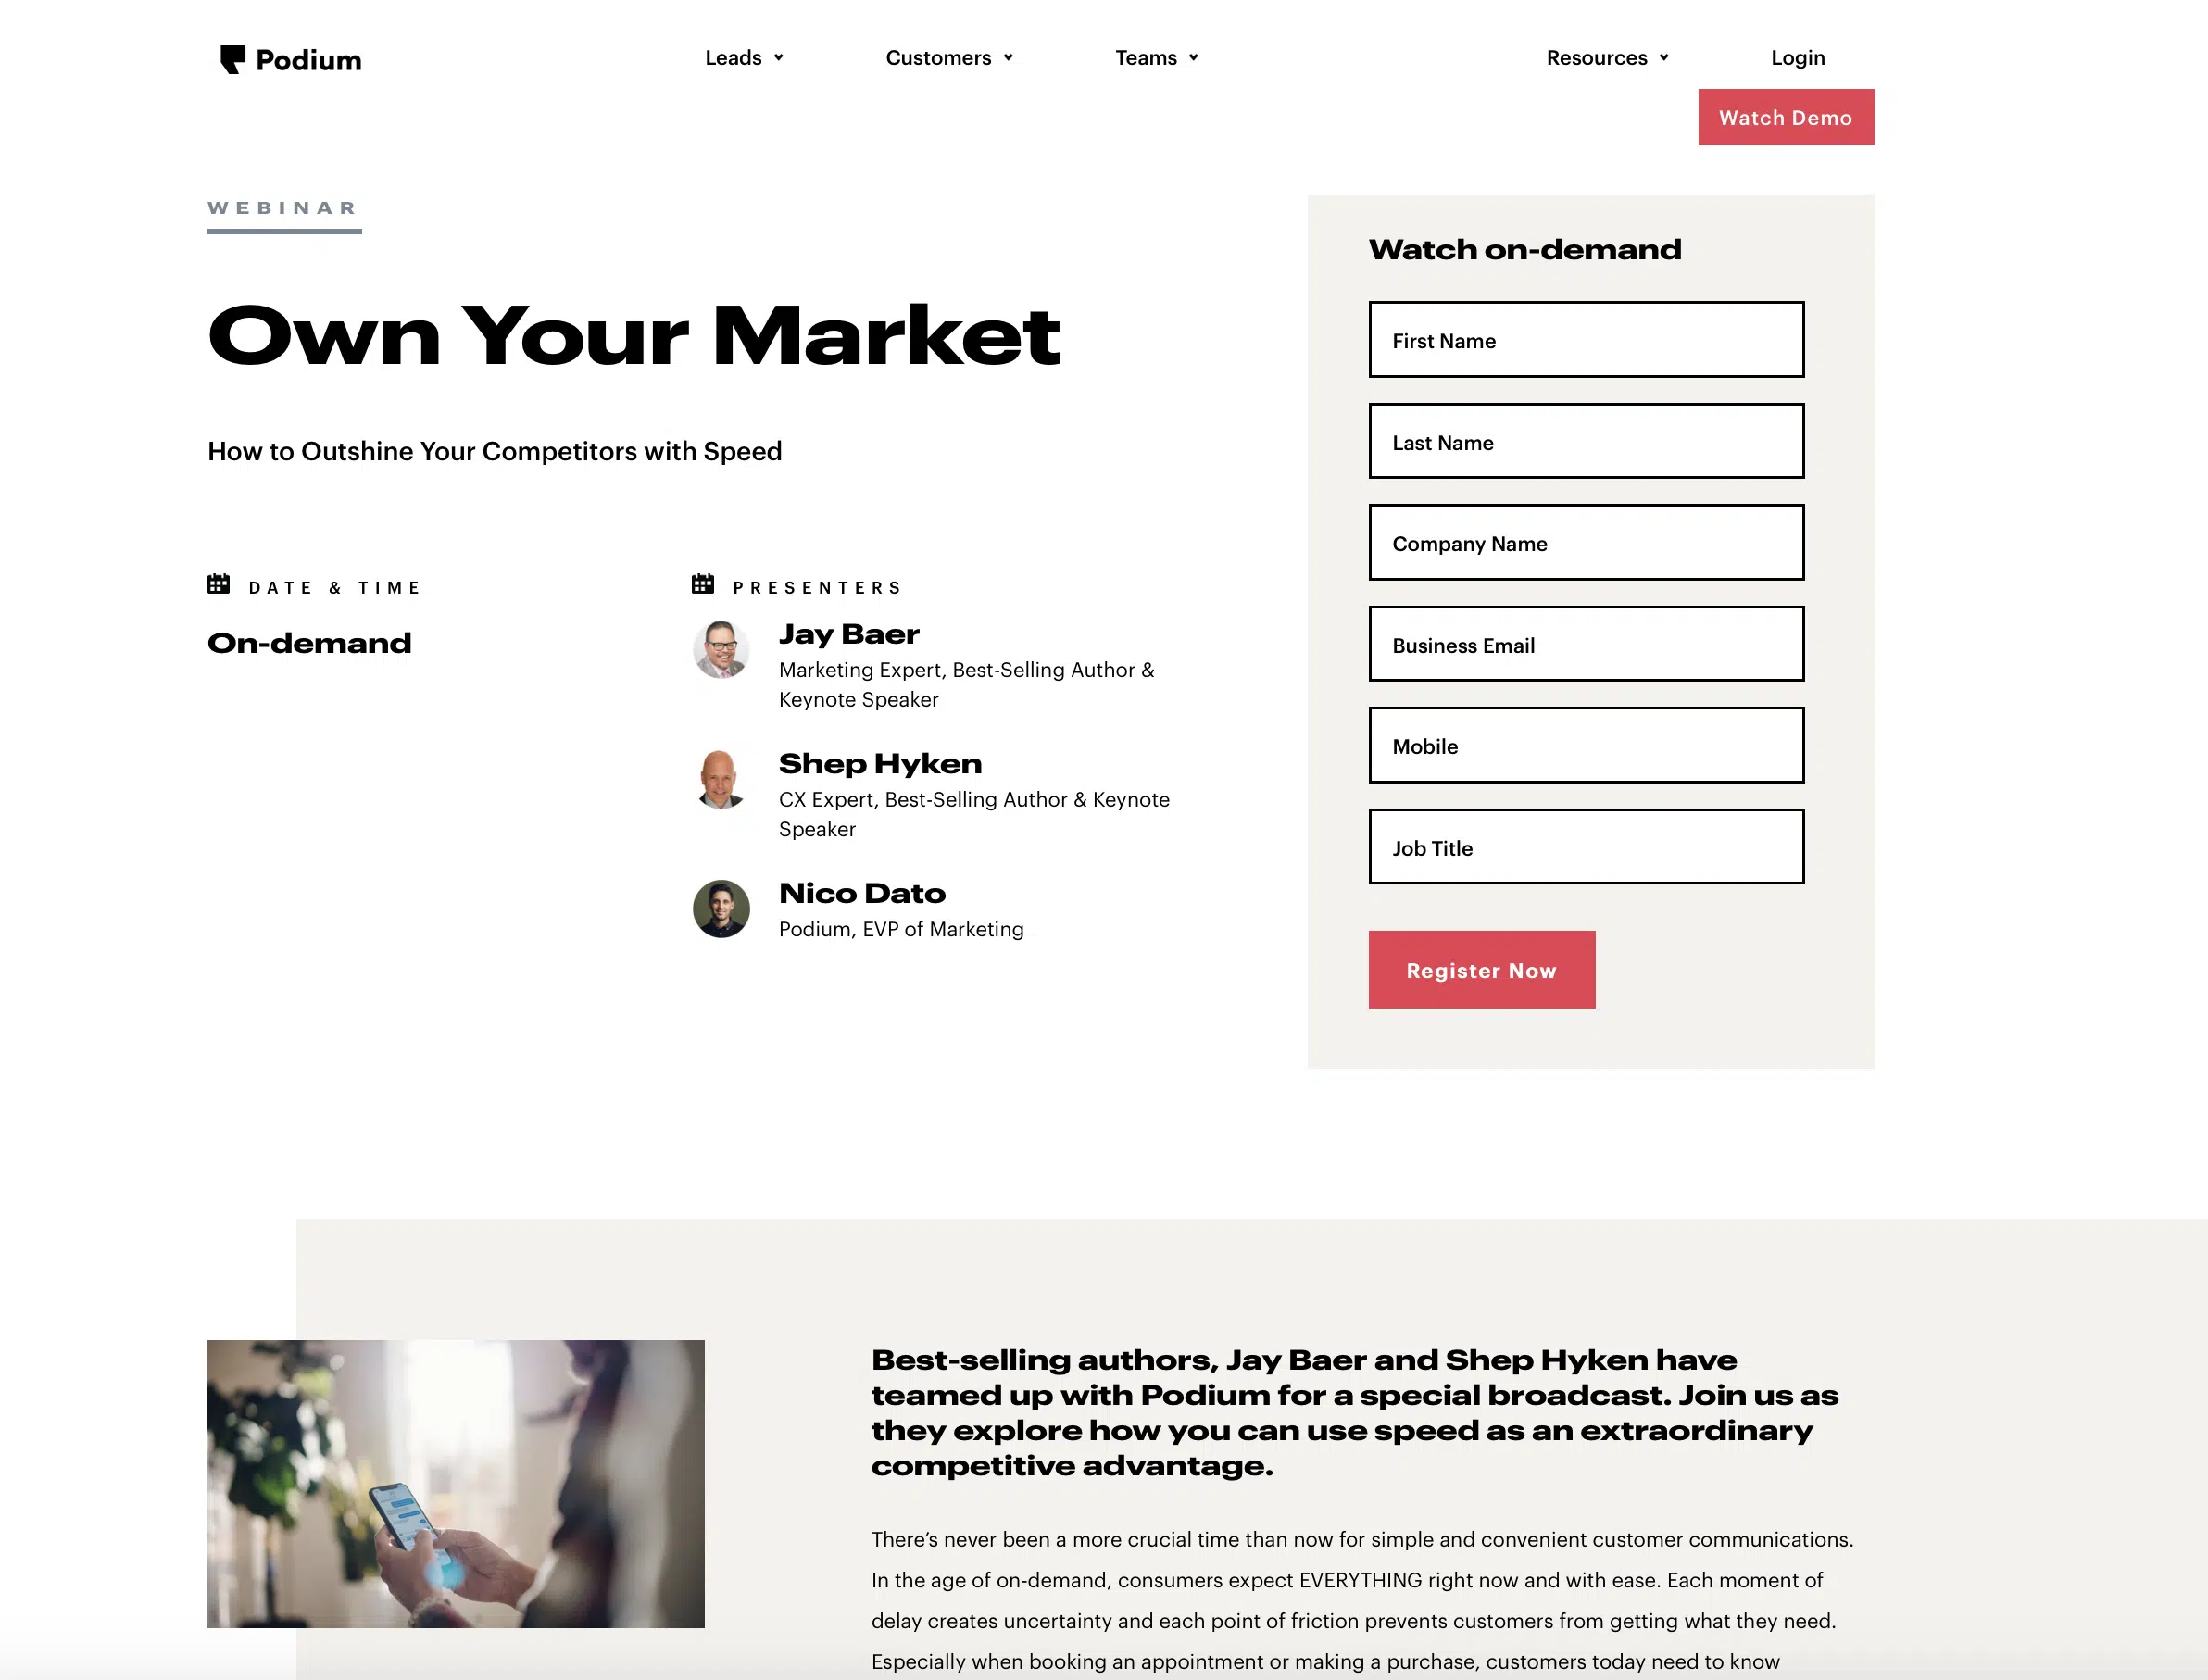 Podium
Leads
Customers
Teams
Resources
Login
Watch Demo
WEBINAR
Own Your Market
How to Outshine Your Competitors with Speed
DATE & TIME
On-demand
PRESENTERS
Jay Baer
Marketing Expert, Best-Selling Author &
Keynote Speaker
Shep Hyken
CX Expert, Best-Selling Author & Keynote
Speaker
Nico Dato
Podium, EVP of Marketing
Watch on-demand
First Name
Last Name
Company Name
Business Email
Mobile
Job Title
Register Now
Best-selling authors, Jay Baer and Shep Hyken have
teamed up with Podium for a special broadcast. Join us as
they explore how you can use speed as an extraordinary
competitive advantage.
There’s never been a more crucial time than now for simple and convenient customer communications.
In the age of on-demand, consumers expect EVERYTHING right now and with ease. Each moment of
delay creates uncertainty and each point of friction prevents customers from getting what they need.
Especially when booking an appointment or making a purchase, customers today need to know